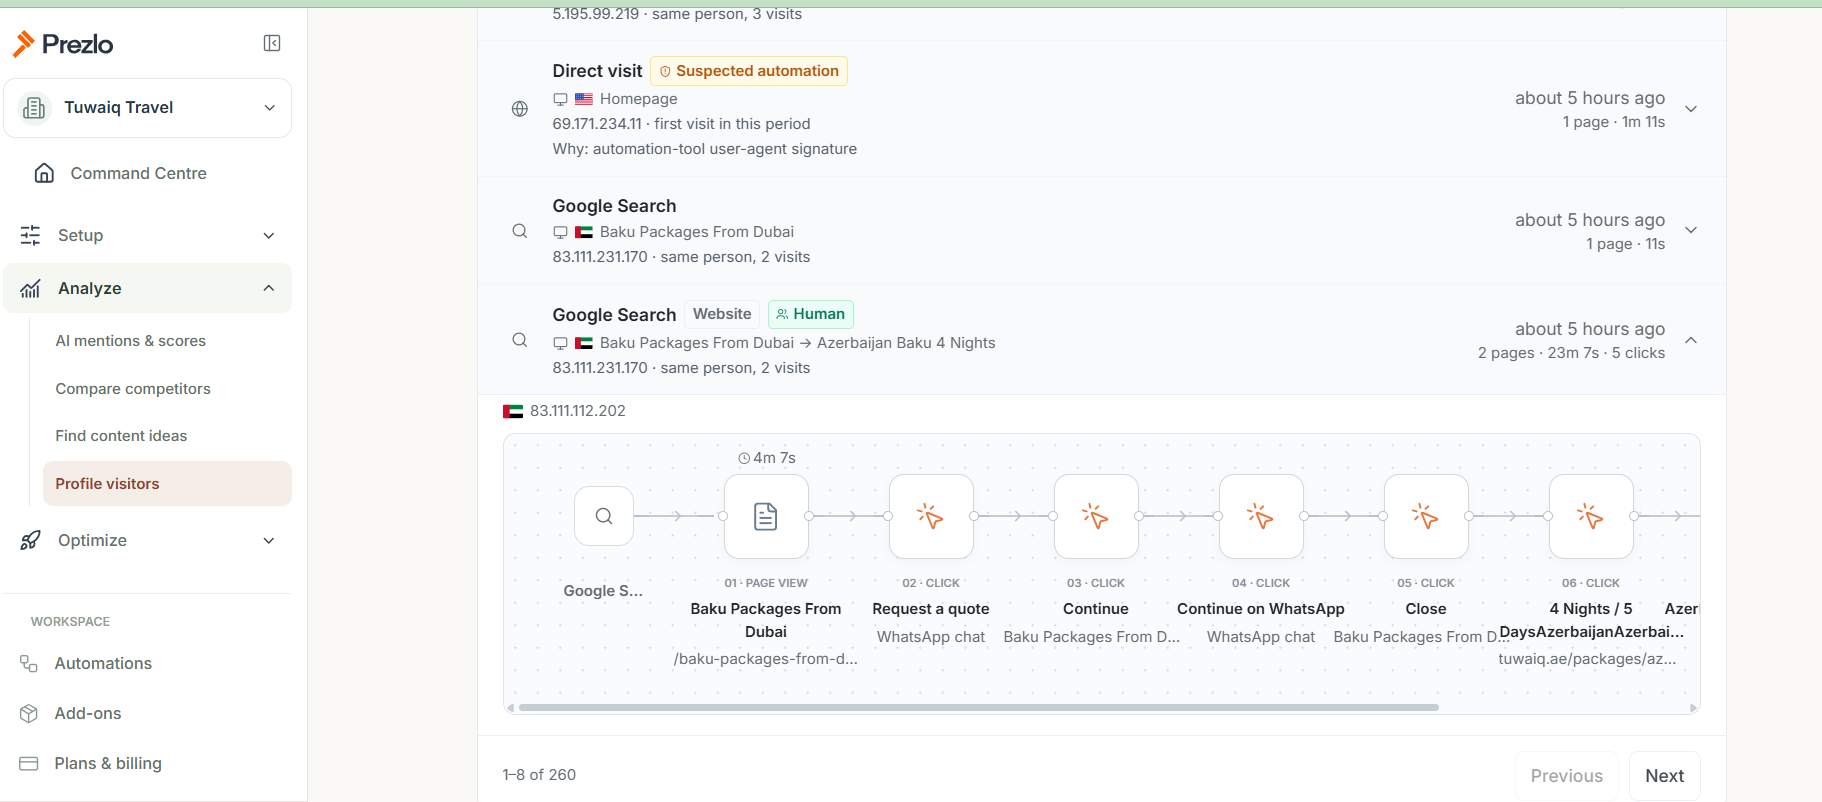 Prezlo
Tuwaiq Travel
Command Centre
Setup
Analyze
AI mentions & scores
Compare competitors
Find content ideas
Profile visitors
Optimize
WORKSPACE
Automations
Add-ons
Plans & billing
5.195.99.219 · same person, 3 visits
Direct visit Suspected automation
Homepage
69.171.234.11 · first visit in this period
Why: automation-tool user-agent signature
about 5 hours ago
1 page · 1m 11s
Google Search
Baku Packages From Dubai
83.111.231.170 · same person, 2 visits
about 5 hours ago
1 page · 11s
Google Search Website Human
Baku Packages From Dubai → Azerbaijan Baku 4 Nights
83.111.231.170 · same person, 2 visits
about 5 hours ago
2 pages · 23m 7s · 5 clicks
83.111.112.202
4m 7s
Google S...
01 · PAGE VIEW
Baku Packages From
Dubai
/baku-packages-from-d...
02 · CLICK
Request a quote
WhatsApp chat
03 · CLICK
Continue
Baku Packages From D...
04 · CLICK
Continue on WhatsApp
WhatsApp chat
05 · CLICK
Close
Baku Packages From D...
06 · CLICK
4 Nights / 5
DaysAzerbaijanAzerbai...
tuwaiq.ae/packages/az...
Azer
1–8 of 260
Previous
Next